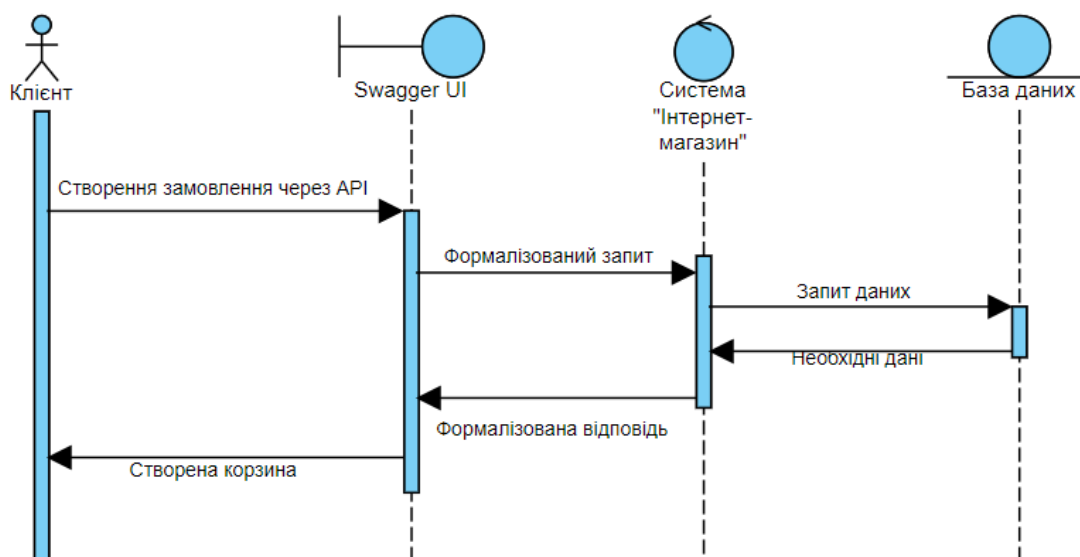 Клієнт
Swagger UI
Система
"Інтернет-
магазин"
База даних
Створення замовлення через API
Формалізований запит
Запит даних
Необхідні дані
Формалізована відповідь
Створена корзина